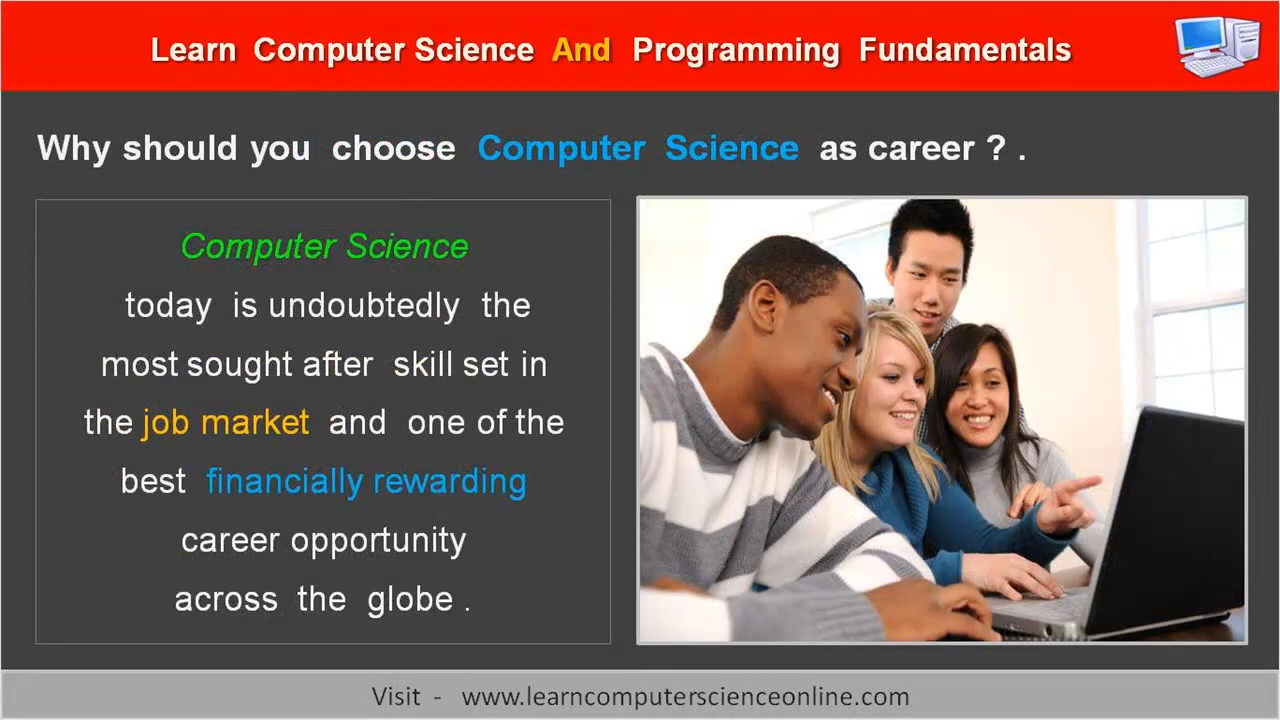 Learn Computer Science And Programming Fundamentals
Why should you choose Computer Science as career ? .
Computer Science
today is undoubtedly the
most sought after skill set in
the job market and one of the
best financially rewarding
career opportunity
across the globe .
Visit - www.learncomputerscienceonline.com